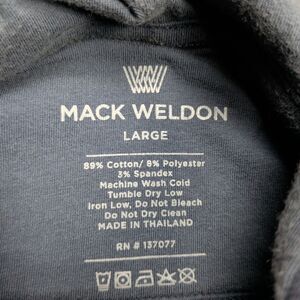 MACK WELDON
LARGE
89% Cotton/ 8% Polyester
3% Spandex
Machine Wash Cold
Tumble Dry Low
Iron Low, Do Not Bleach
Do Not Dry Clean
MADE IN THAILAND
RN # 137077